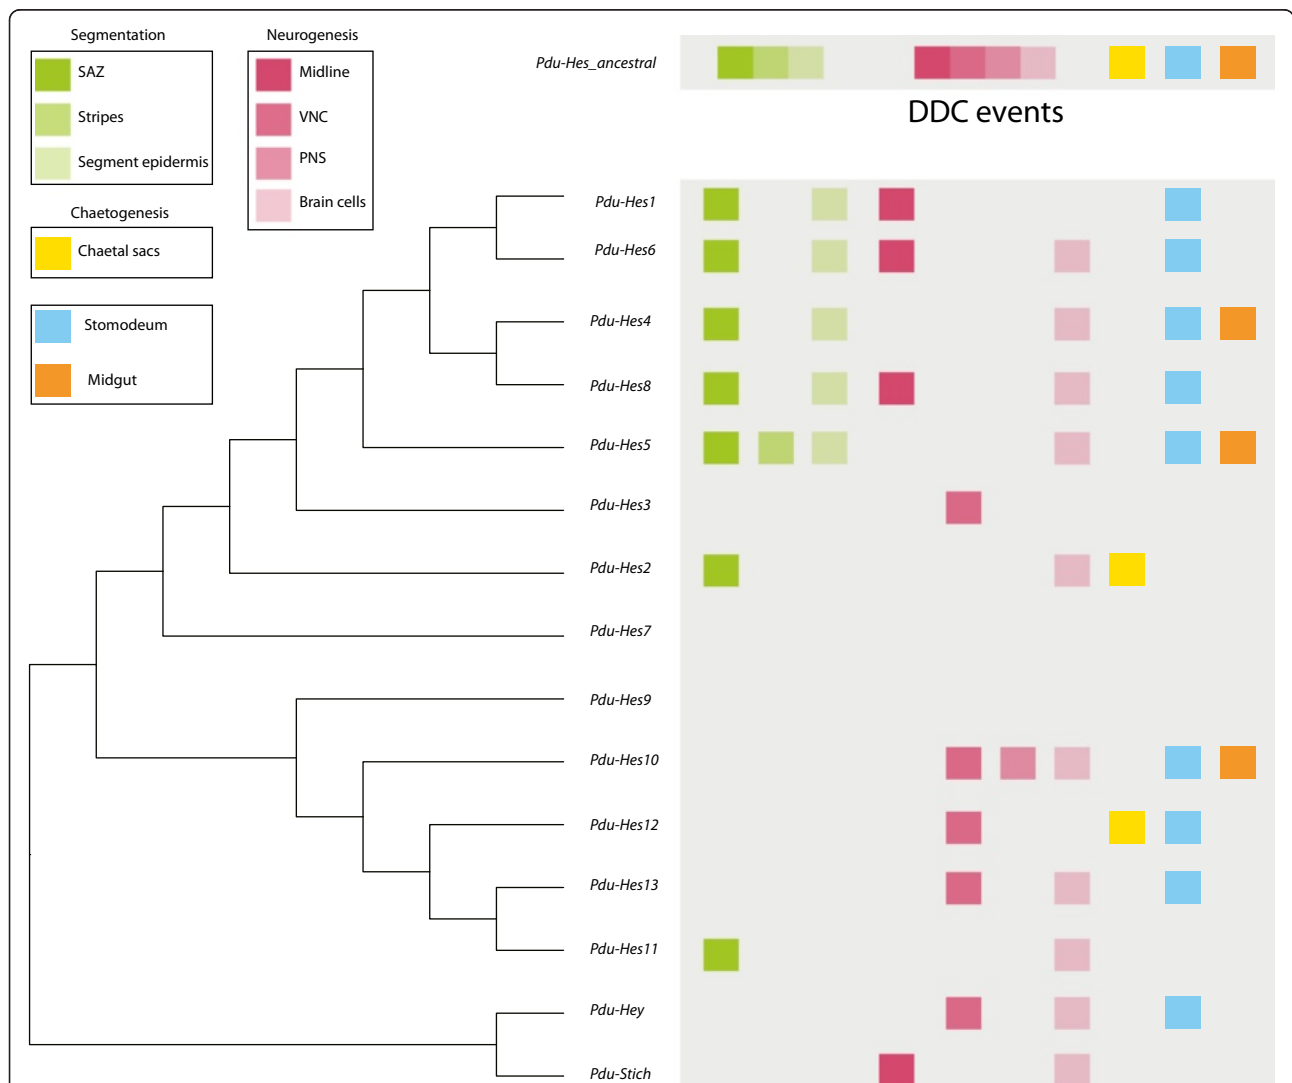 Segmentation
SAZ
Stripes
Segment epidermis
Neurogenesis
Midline
VNC
PNS
Brain cells
Chaetogenesis
Chaetal sacs
Stomodeum
Midgut
Pdu-Hes_ancestral
DDC events
Pdu-Hes1
Pdu-Hes6
Pdu-Hes4
Pdu-Hes8
Pdu-Hes5
Pdu-Hes3
Pdu-Hes2
Pdu-Hes7
Pdu-Hes9
Pdu-Hes10
Pdu-Hes12
Pdu-Hes13
Pdu-Hes11
Pdu-Hey
Pdu-Stich